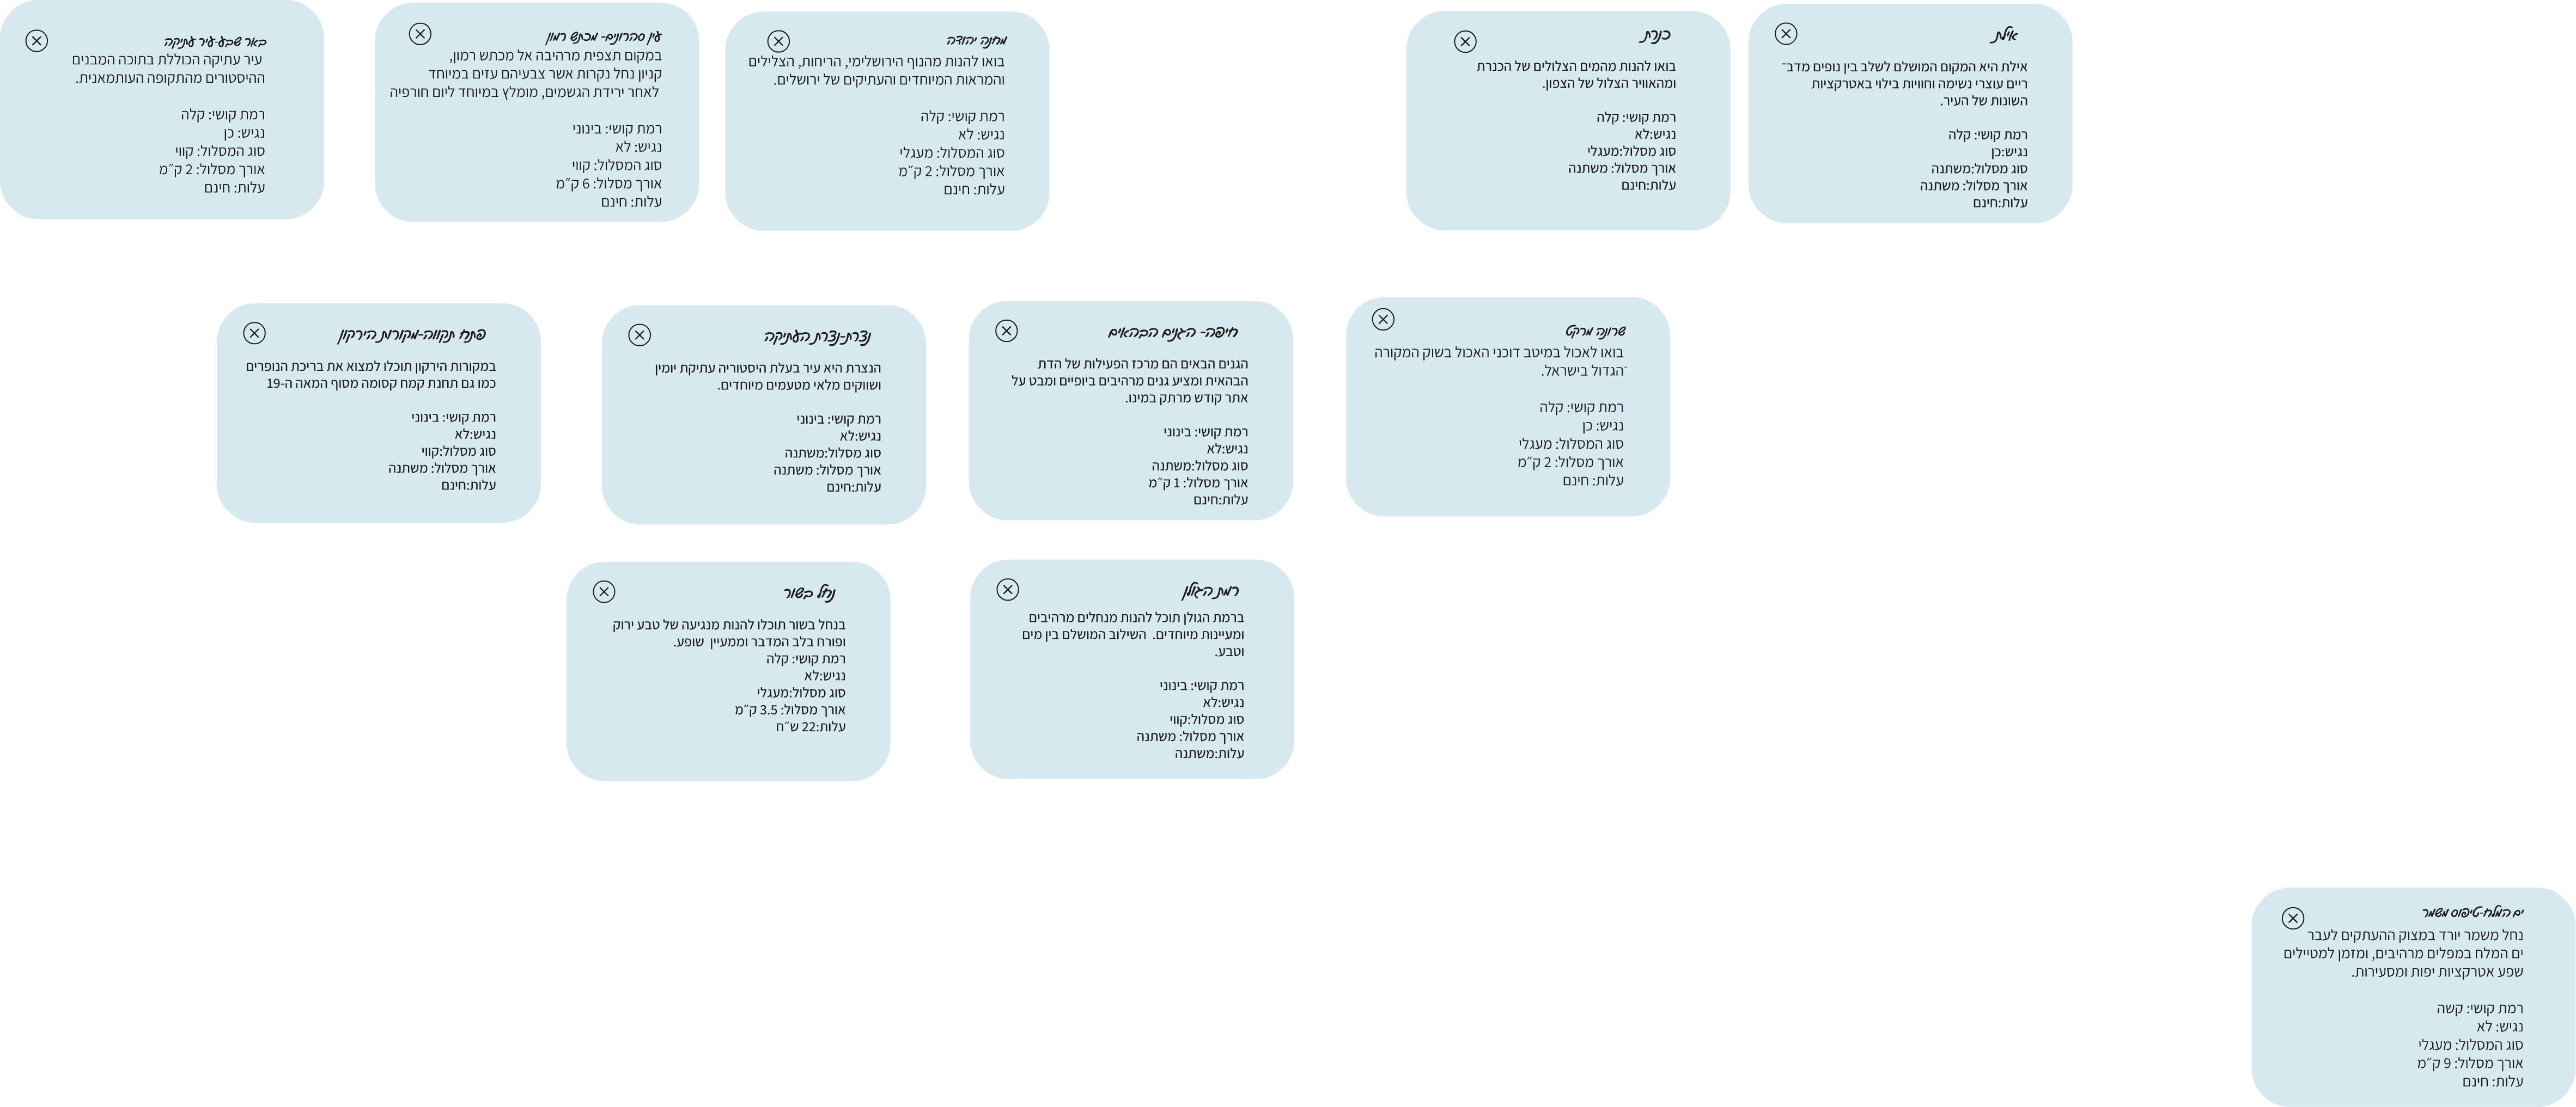 אילת
אילת היא המקום המושלם לשלב בין נופים מדב־
ריים עוצרי נשימה וחוויות בילוי באטרקציות
השונות של העיר.
רמת קושי: קלה
נגיש:כן
סוג מסלול:משתנה
אורך מסלול: משתנה
עלות:חינם
כנרת
בואו להנות מהמים הצלולים של הכנרת
ומהאוויר הצלול של הצפון.
רמת קושי: קלה
נגיש:לא
סוג מסלול:מעגלי
אורך מסלול: משתנה
עלות:חינם
מחנה יהודה
בואו להנות מהנוף הירושלימי, הריחות, הצלילים
והמראות המיוחדים והעתיקים של ירושלים.
רמת קושי: קלה
נגיש: לא
סוג המסלול: מעגלי
אורך מסלול: 2 ק״מ
עלות: חינם
עין סהרונים- מכתש רמון
במקום תצפית מרהיבה אל מכתש רמון,
קניון נחל נקרות אשר צבעיהם עזים במיוחד
לאחר ירידת הגשמים, מומלץ במיוחד ליום חורפיה
רמת קושי: בינוני
נגיש: לא
סוג המסלול: קווי
אורך מסלול: 6 ק״מ
עלות: חינם
באר שבע-עיר עתיקה
עיר עתיקה הכוללת בתוכה המבנים
ההיסטורים מהתקופה העותמאנית.
רמת קושי: קלה
נגיש: כן
סוג המסלול: קווי
אורך מסלול: 2 ק״מ
עלות: חינם
שרונה מרקט
בואו לאכול במיטב דוכני האכול בשוק המקורה
־הגדול בישראל.
רמת קושי: קלה
נגיש: כן
סוג המסלול: מעגלי
אורך מסלול: 2 ק״מ
עלות: חינם
חיפה- הגנים הבהאים
הגנים הבאים הם מרכז הפעילות של הדת
הבהאית ומציע גנים מרהיבים ביופיים ומבט על
אתר קודש מרתק במינו.
רמת קושי: בינוני
נגיש:לא
סוג מסלול:משתנה
אורך מסלול: 1 ק״מ
עלות:חינם
נצרת-נצרת העתיקה
הנצרת היא עיר בעלת היסטוריה עתיקת יומין
ושווקים מלאי מטעמים מיוחדים.
רמת קושי: בינוני
נגיש:לא
סוג מסלול:משתנה
אורך מסלול: משתנה
עלות:חינם
פתח תקווה-מקורות הירקון
במקורות הירקון תוכלו למצוא את בריכת הנופרים
כמו גם תחנת קמח קסומה מסוף המאה ה-19
רמת קושי: בינוני
נגיש:לא
סוג מסלול:קווי
אורך מסלול: משתנה
עלות:חינם
רמת הגולן
ברמת הגולן תוכל להנות מנחלים מרהיבים
ומעיינות מיוחדים. השילוב המושלם בין מים
וטבע.
רמת קושי: בינוני
נגיש:לא
סוג מסלול:קווי
אורך מסלול: משתנה
עלות:משתנה
נחל בשור
בנחל בשור תוכלו להנות מנגיעה של טבע ירוק
ופורח בלב המדבר וממעיין שופע.
רמת קושי: קלה
נגיש:לא
סוג מסלול:מעגלי
אורך מסלול: 3.5 ק״מ
עלות:22 ש״ח
ים המלח-טיפוס משמר
נחל משמר יורד במצוק ההעתקים לעבר
ים המלח במפלים מרהיבים, ומזמן למטיילים
שפע אטרקציות יפות ומסעירות.
רמת קושי: קשה
נגיש: לא
סוג המסלול: מעגלי
אורך מסלול: 9 ק״מ
עלות: חינם